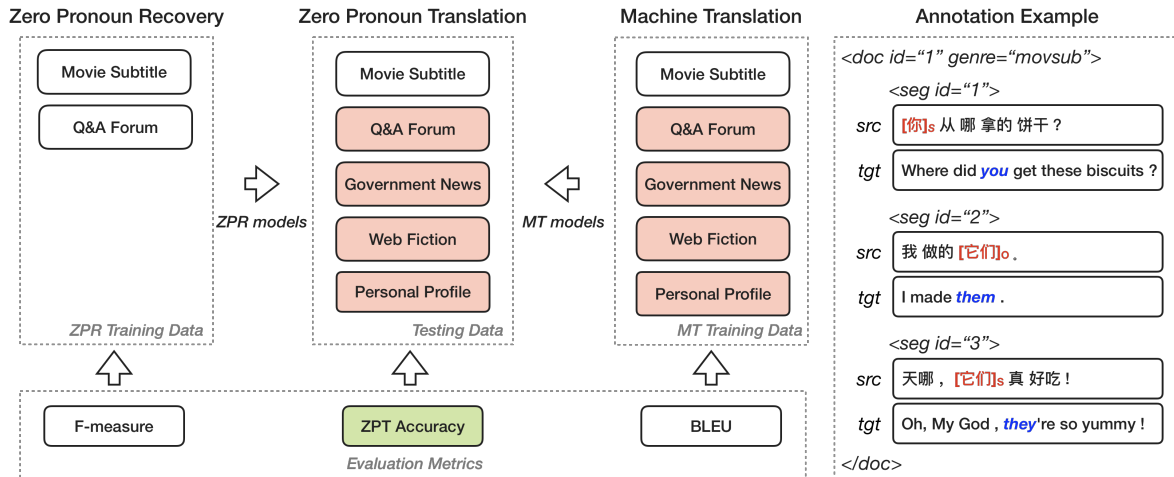 Zero Pronoun Recovery
Movie Subtitle
Q&A Forum
ZPR Training Data
ZPR models
Zero Pronoun Translation
Movie Subtitle
Q&A Forum
Government News
Web Fiction
Personal Profile
Testing Data
MT models
Machine Translation
Movie Subtitle
Q&A Forum
Government News
Web Fiction
Personal Profile
MT Training Data
F-measure
ZPT Accuracy
BLEU
Evaluation Metrics
Annotation Example
<doc id=“1” genre=“movsub”>
<seg id=“1”>
src [你]s 从 哪 拿的 饼干 ?
tgt Where did you get these biscuits ?
<seg id=“2”>
src 我 做的 [它们]o 。
tgt I made them .
<seg id=“3”>
src 天哪 , [它们]s 真 好吃 !
tgt Oh, My God , they're so yummy !
</doc>